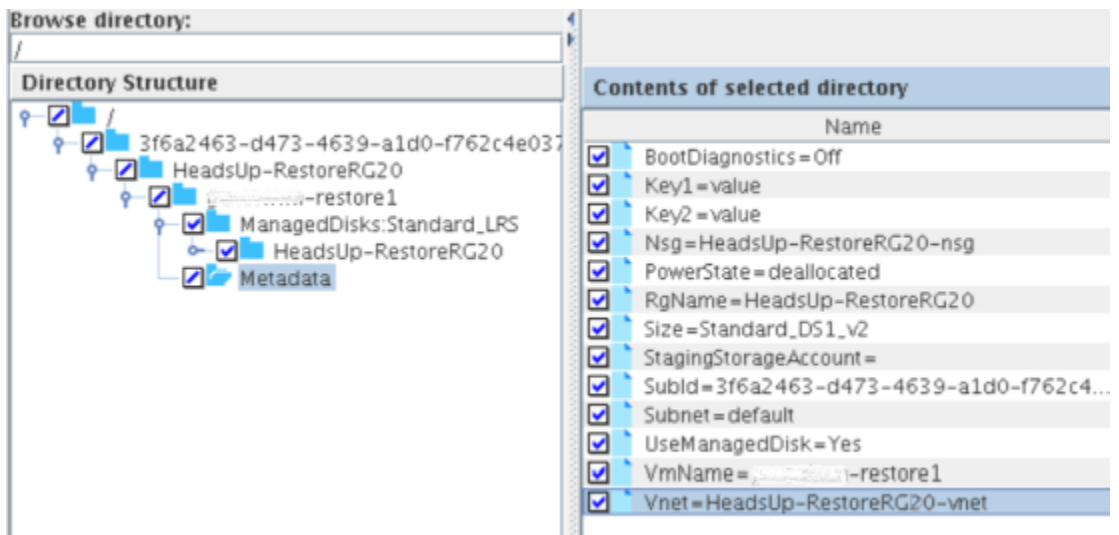 Browse directory:
/
Directory Structure
/
3f6a2463-d473-4639-a1d0-f762c4e037
HeadsUp-RestoreRG20
-restore1
ManagedDisks:Standard_LRS
HeadsUp-RestoreRG20
Metadata
Contents of selected directory
Name
BootDiagnostics=Off
Key1=value
Key2=value
Nsg=HeadsUp-RestoreRG20-nsg
PowerState=deallocated
RgName=HeadsUp-RestoreRG20
Size=Standard_DS1_v2
StagingStorageAccount=
SubId=3f6a2463-d473-4639-a1d0-f762c4...
Subnet=default
UseManagedDisk=Yes
VmName= -restore1
Vnet=HeadsUp-RestoreRG20-vnet